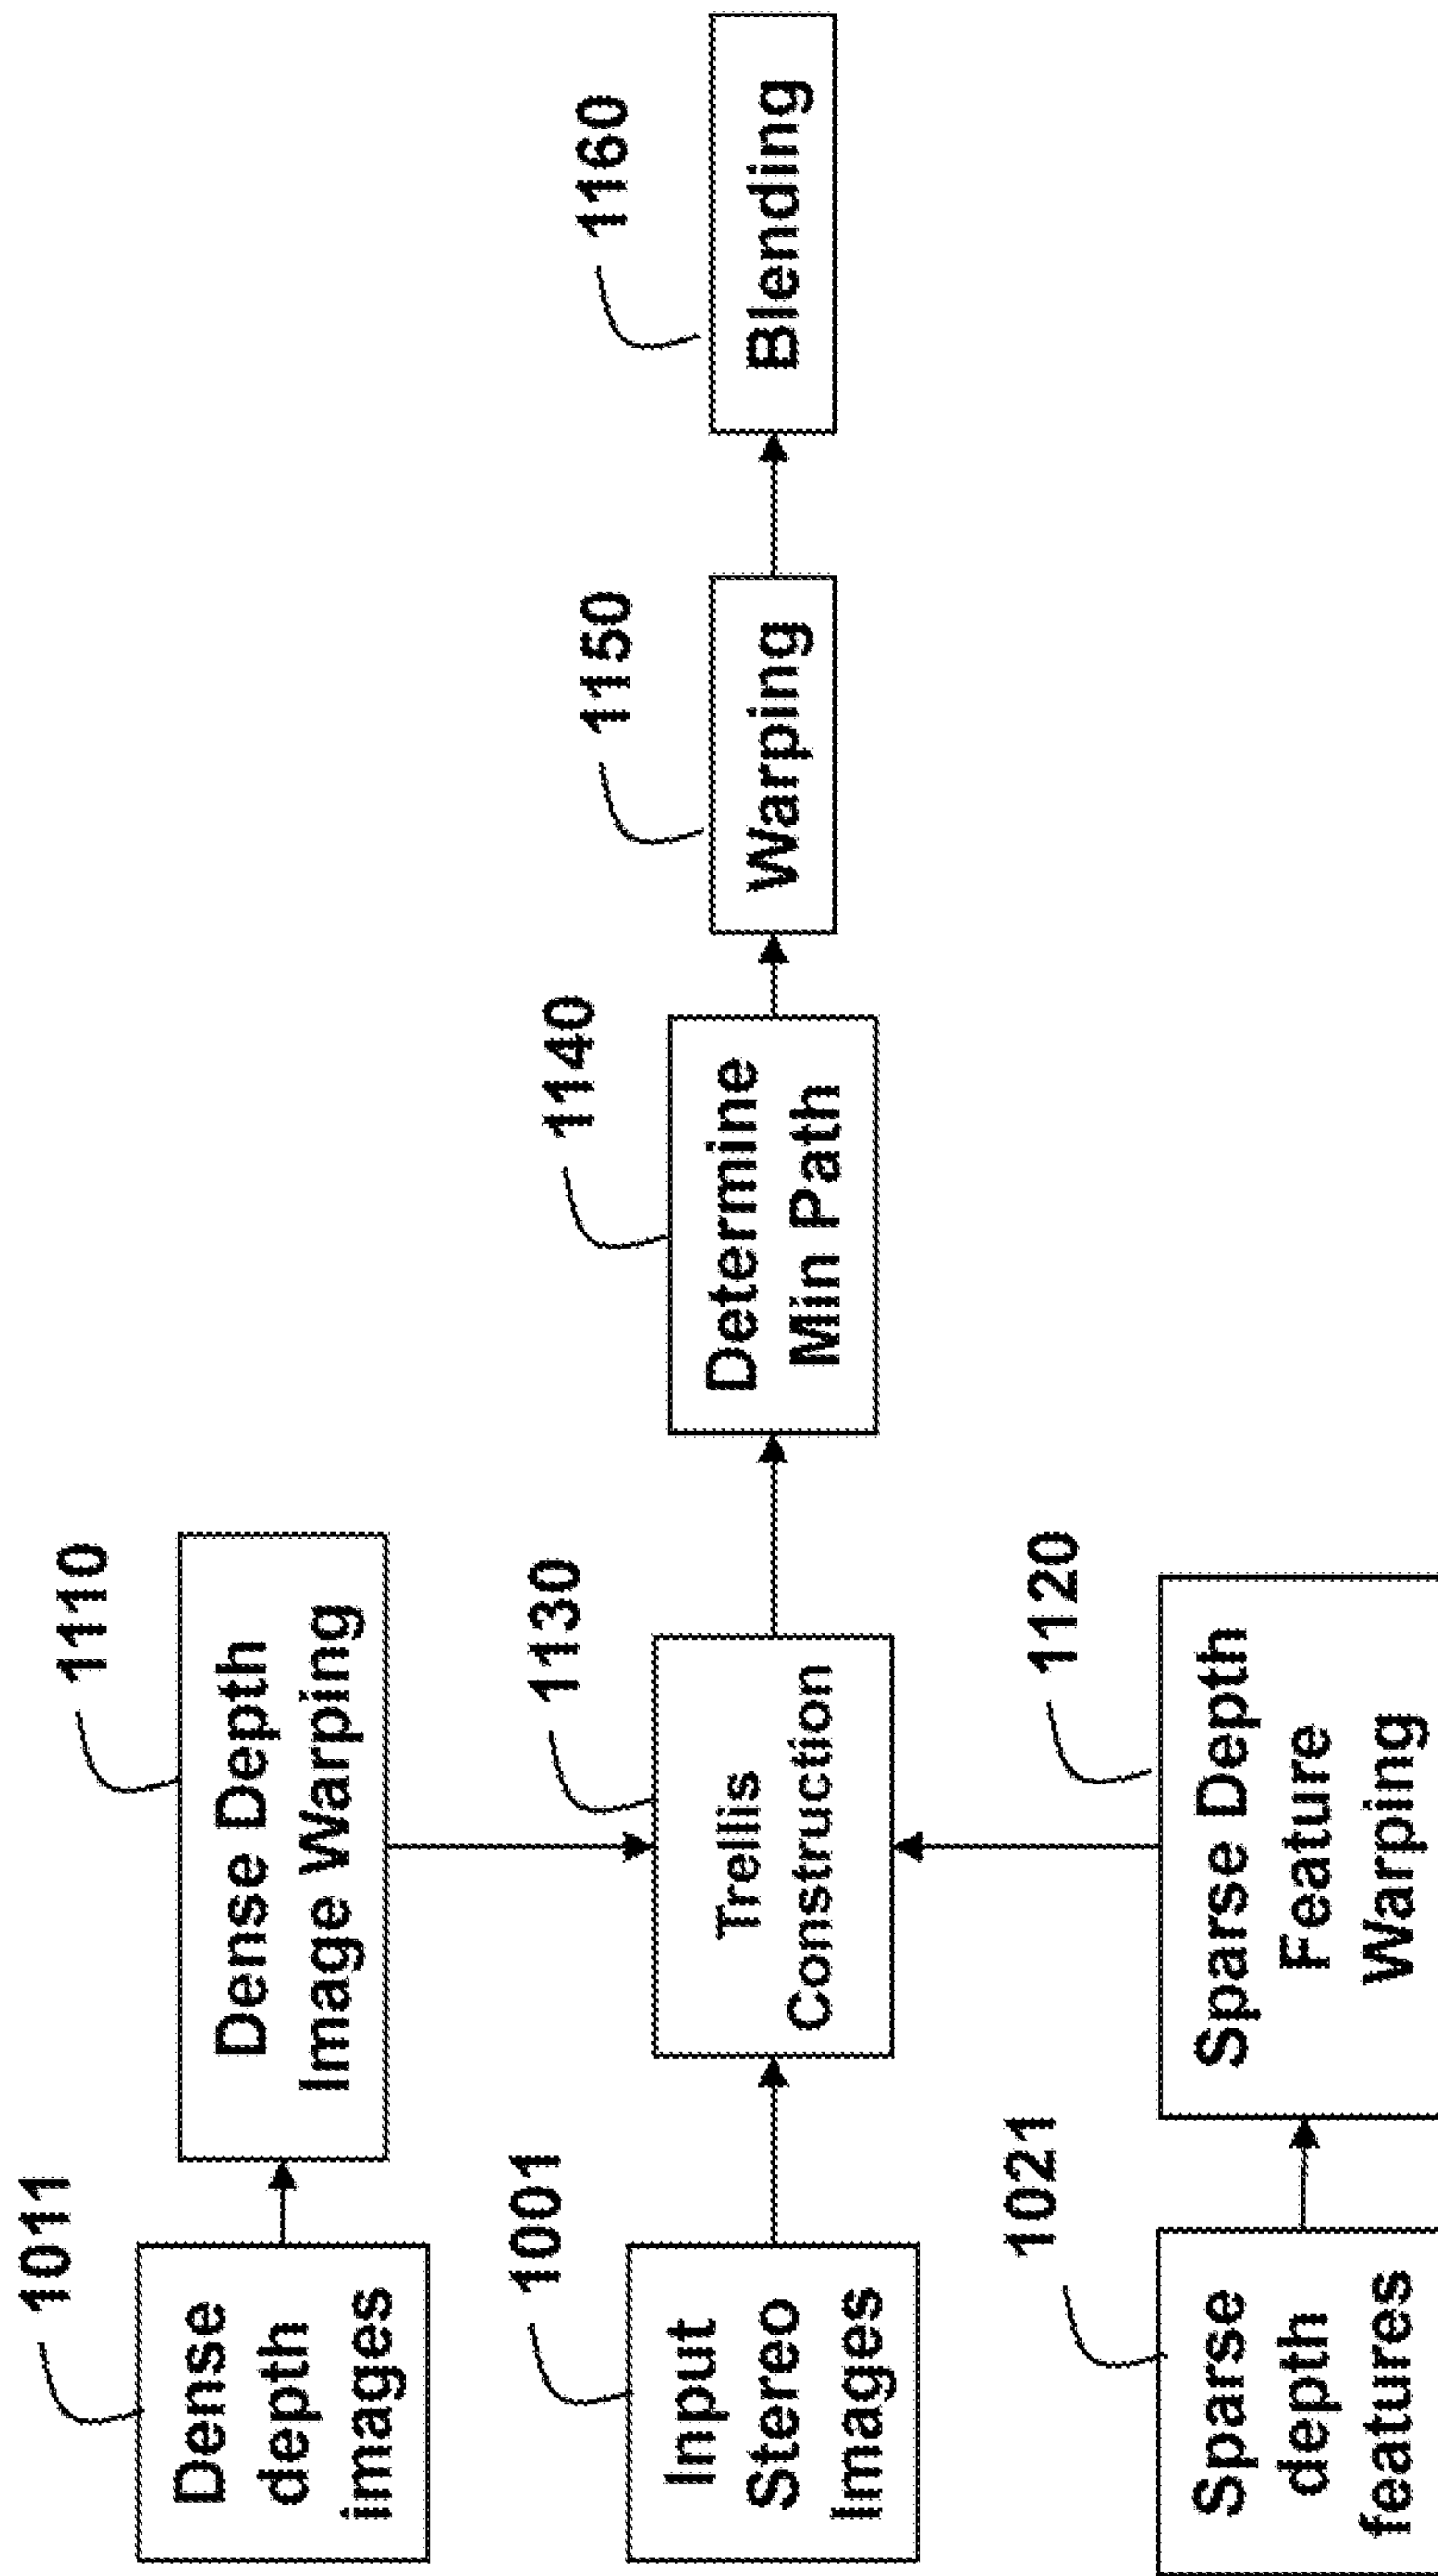 1011
Dense
depth
images
1110
Dense Depth
Image Warping
1001
Input
Stereo
Images
1130
Trellis
Construction
1140
Determine
Min Path
1150
Warping
1160
Blending
1021
Sparse
depth
features
1120
Sparse Depth
Feature
Warping